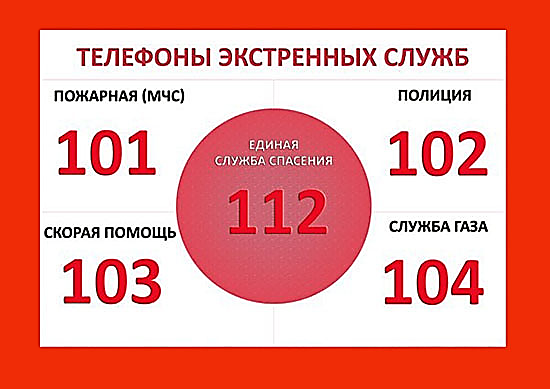 ТЕЛЕФОНЫ ЭКСТРЕННЫХ СЛУЖБ
ПОЖАРНАЯ (МЧС)
101
ПОЛИЦИЯ
102
ЕДИНАЯ
СЛУЖБА СПАСЕНИЯ
112
СКОРАЯ ПОМОЩЬ
103
СЛУЖБА ГАЗА
104